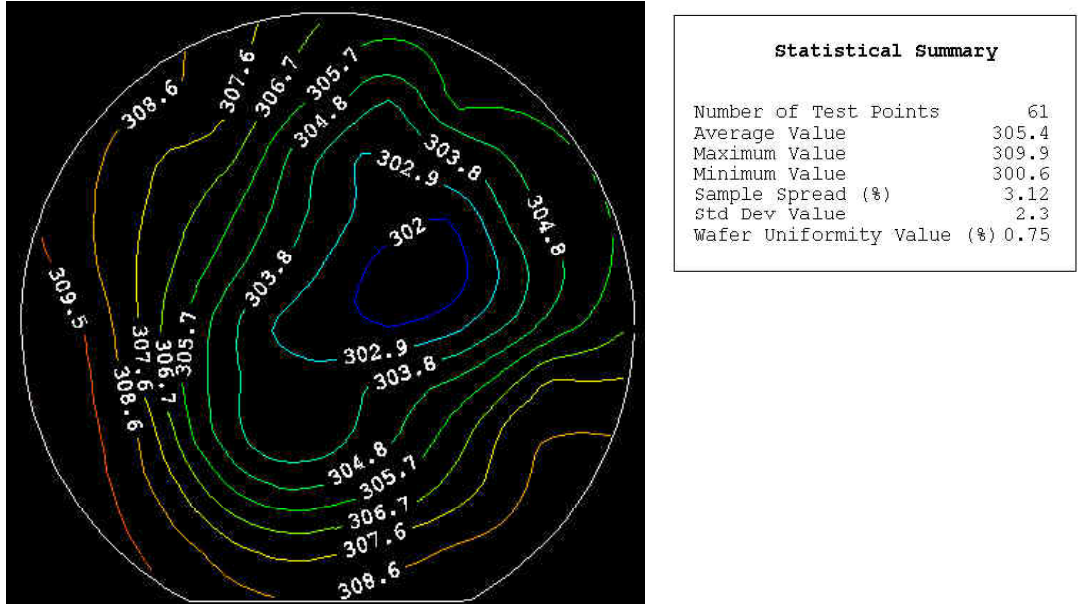 308.6
307.6
306.7
305.7
304.8
303.8
302.9
302
304.8
303.8
309.5
305.7
307.6
306.7
308.6
302.9
303.8
304.8
305.7
306.7
307.6
308.6
Statistical Summary
Number of Test Points 61
Average Value 305.4
Maximum Value 309.9
Minimum Value 300.6
Sample Spread (%) 3.12
Std Dev Value 2.3
Wafer Uniformity Value (%) 0.75